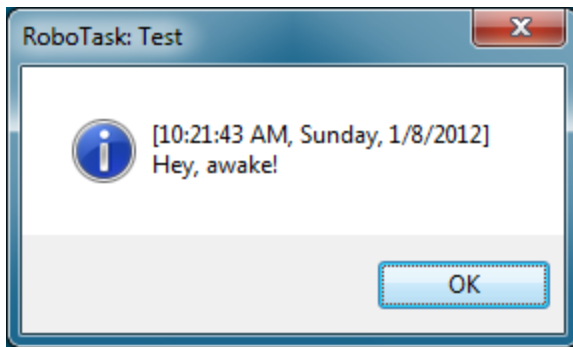 RoboTask: Test
[10:21:43 AM, Sunday, 1/8/2012]
Hey, awake!
OK